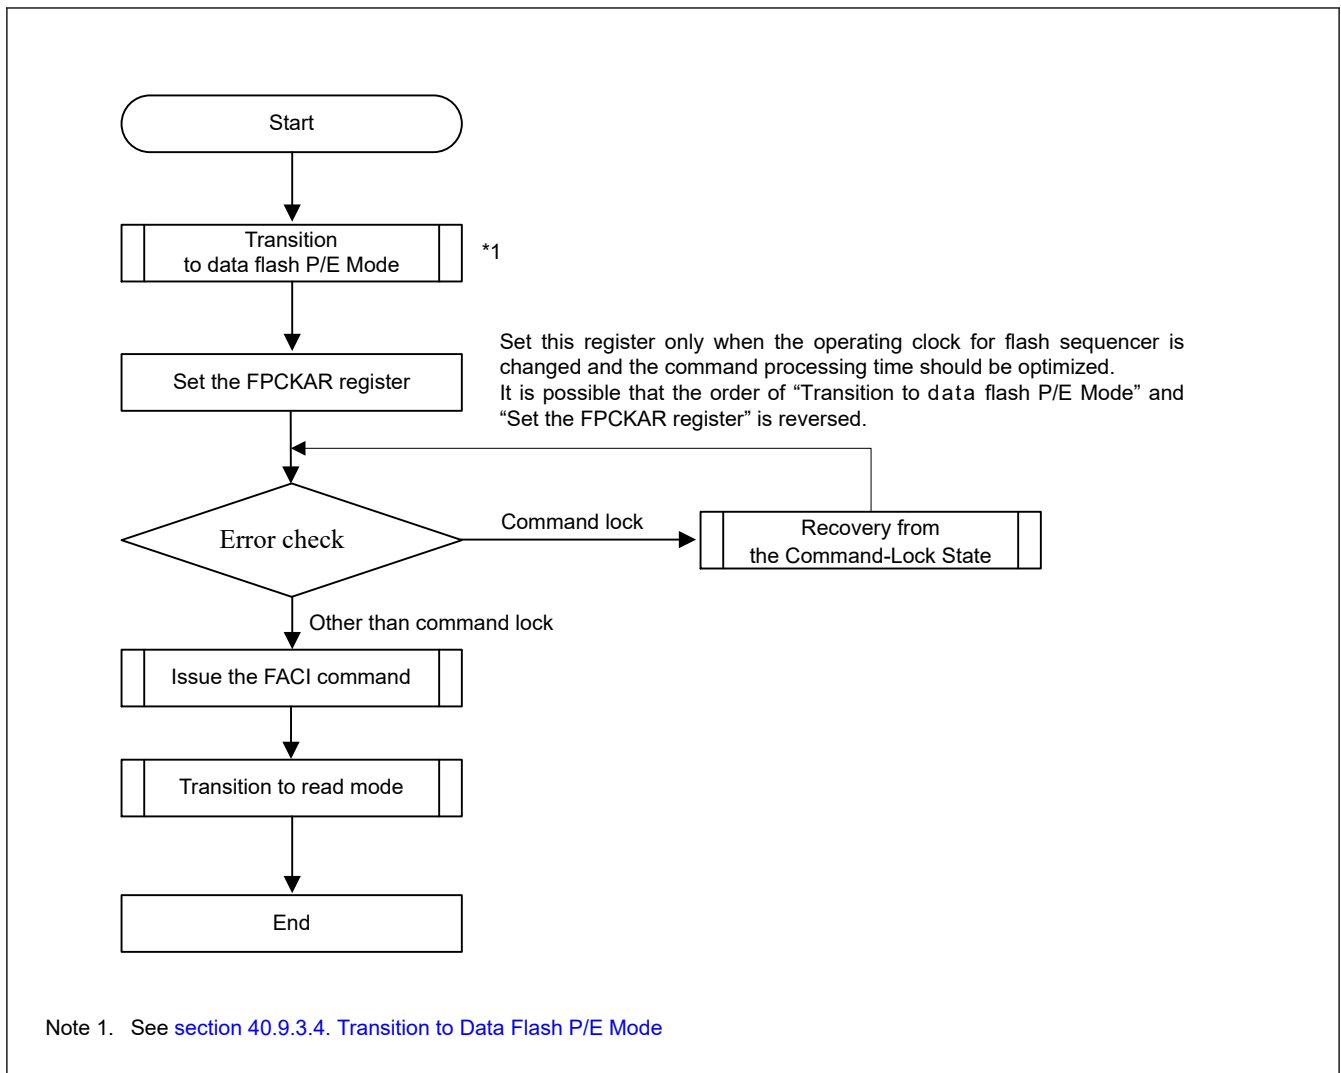 Start
Transition
to data flash P/E Mode
*1
Set this register only when the operating clock for flash sequencer is
changed and the command processing time should be optimized.
It is possible that the order of “Transition to data flash P/E Mode” and
“Set the FPCKAR register” is reversed.
Set the FPCKAR register
Error check
Command lock
Recovery from
the Command-Lock State
Other than command lock
Issue the FACI command
Transition to read mode
End
Note 1. See section 40.9.3.4. Transition to Data Flash P/E Mode